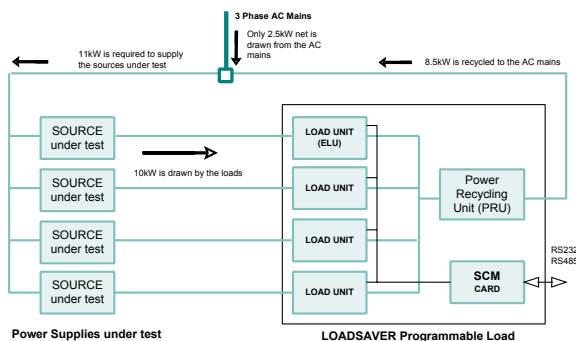 3 Phase AC Mains
Only 2.5kW net is
drawn from the AC
mains
11kW is required to supply
the sources under test
8.5kW is recycled to the AC mains
SOURCE
under test
LOAD UNIT
(ELU)
10kW is drawn by the loads
SOURCE
under test
LOAD UNIT
Power
Recycling
Unit (PRU)
SOURCE
under test
LOAD UNIT
RS232
RS485
SOURCE
under test
LOAD UNIT
SCM
CARD
Power Supplies under test
LOADSAVER Programmable Load